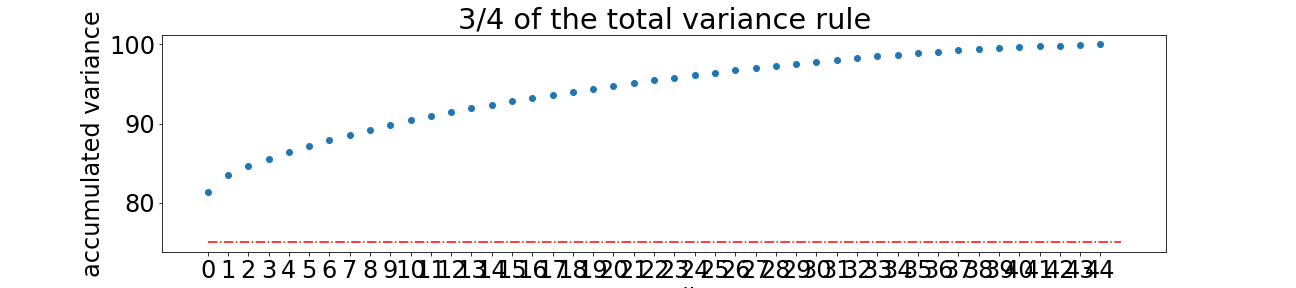 3/4 of the total variance rule
accumulated variance
100
90
80
0 1 2 3 4 5 6 7 8 9 10 11 12 13 14 15 16 17 18 19 20 21 22 23 24 25 26 27 28 29 30 31 32 33 34 35 36 37 38 39 40 41 42 43 44